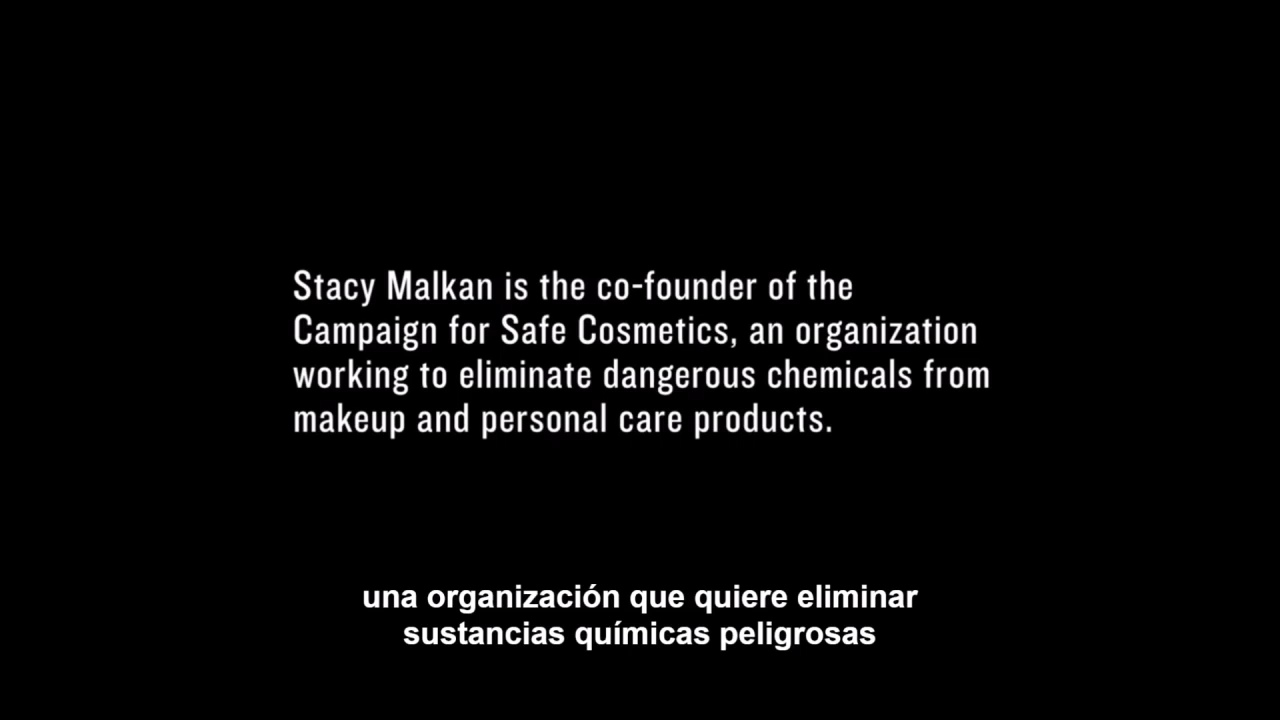 Stacy Malkan is the co-founder of the
Campaign for Safe Cosmetics, an organization
working to eliminate dangerous chemicals from
makeup and personal care products.
una organización que quiere eliminar
sustancias químicas peligrosas